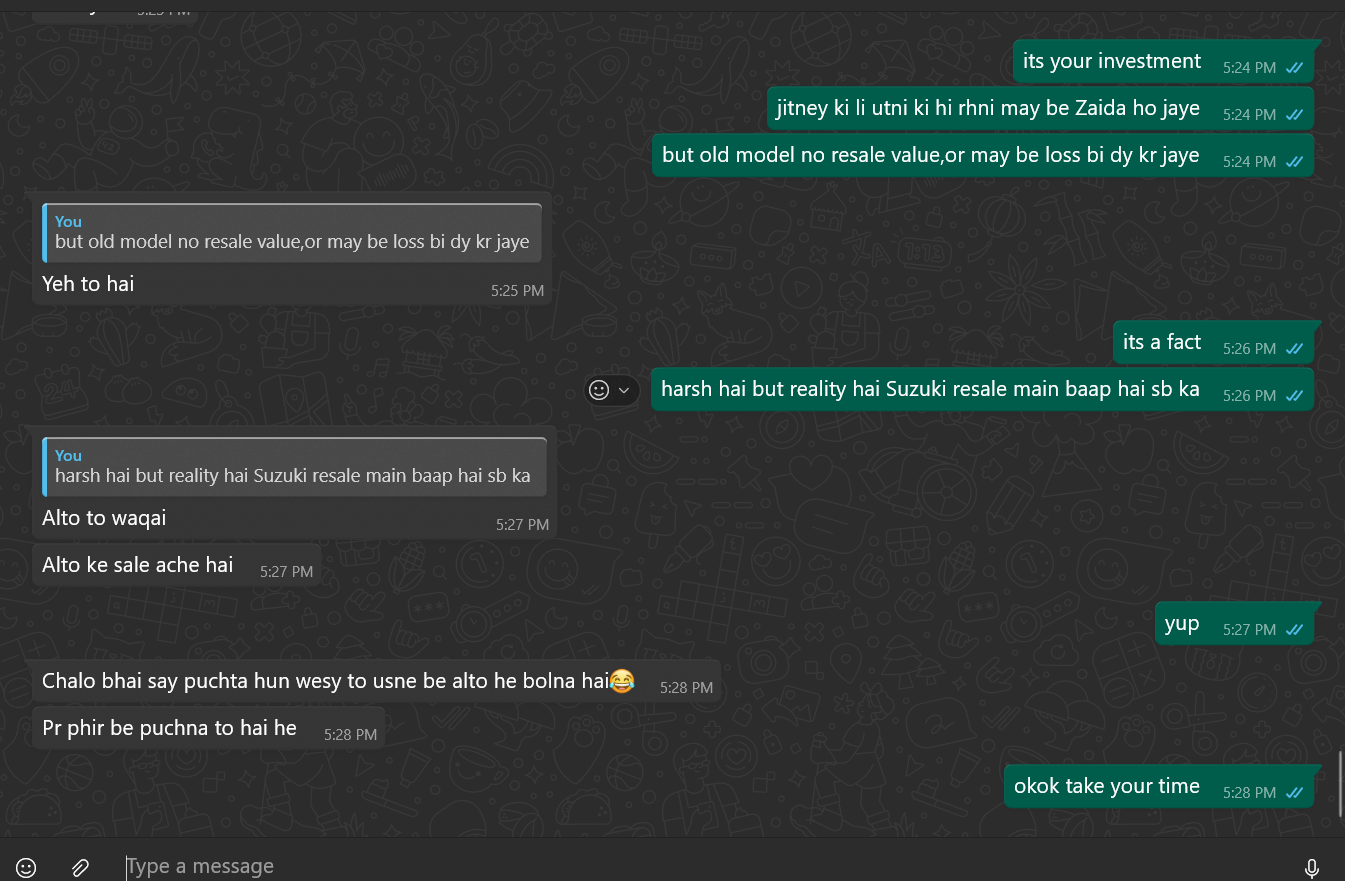 its your investment
5:24 PM
jitney ki li utni ki hi rhni may be Zaida ho jaye
5:24 PM
but old model no resale value,or may be loss bi dy kr jaye
5:24 PM
You
but old model no resale value,or may be loss bi dy kr jaye
Yeh to hai
5:25 PM
its a fact
5:26 PM
harsh hai but reality hai Suzuki resale main baap hai sb ka
5:26 PM
You
harsh hai but reality hai Suzuki resale main baap hai sb ka
Alto to waqai
5:27 PM
Alto ke sale ache hai
5:27 PM
yup
5:27 PM
Chalo bhai say puchta hun wesy to usne be alto he bolna hai😂
5:28 PM
Pr phir be puchna to hai he
5:28 PM
okok take your time
5:28 PM
Type a message